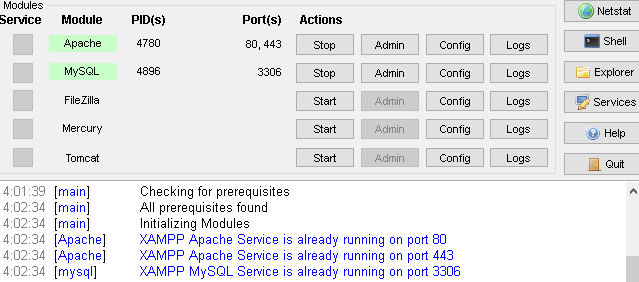 Modules
Service Module PID(s) Port(s) Actions
Apache 4780 80, 443 Stop Admin Config Logs
MySQL 4896 3306 Stop Admin Config Logs
FileZilla Start Admin Config Logs
Mercury Start Admin Config Logs
Tomcat Start Admin Config Logs
Netstat
Shell
Explorer
Services
Help
Quit
4:01:39 [main] Checking for prerequisites
4:02:34 [main] All prerequisites found
4:02:34 [main] Initializing Modules
4:02:34 [Apache] XAMPP Apache Service is already running on port 80
4:02:34 [Apache] XAMPP Apache Service is already running on port 443
4:02:34 [mysql] XAMPP MySQL Service is already running on port 3306